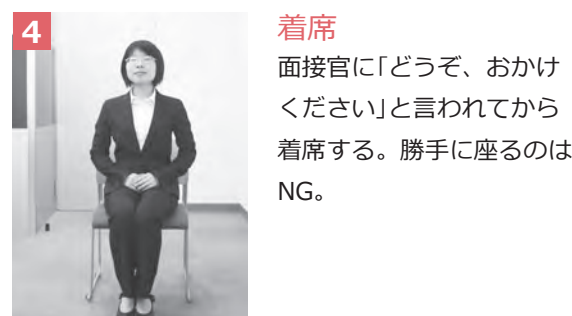 4
着席
面接官に「どうぞ、おかけ
ください」と言われてから
着席する。勝手に座るのは
NG。